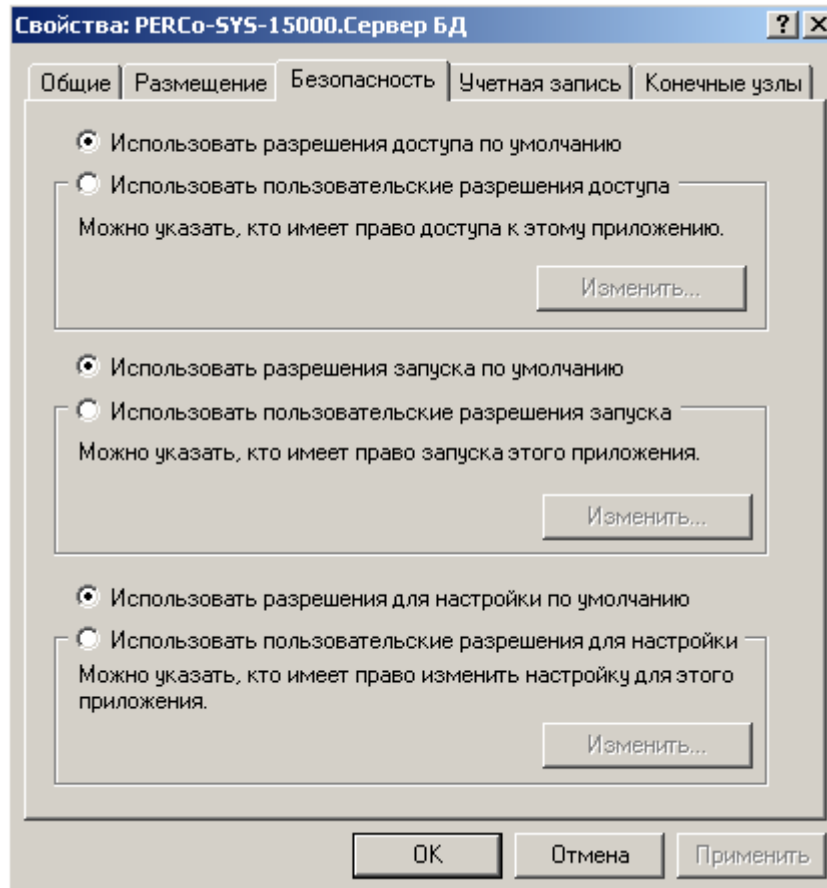 Свойства: PERCo-SYS-15000.Сервер БД
Общие Размещение Безопасность Учетная запись Конечные узлы
Использовать разрешения доступа по умолчанию
Использовать пользовательские разрешения доступа
Можно указать, кто имеет право доступа к этому приложению.
Изменить...
Использовать разрешения запуска по умолчанию
Использовать пользовательские разрешения запуска
Можно указать, кто имеет право запуска этого приложения.
Изменить...
Использовать разрешения для настройки по умолчанию
Использовать пользовательские разрешения для настройки
Можно указать, кто имеет право изменить настройку для этого
приложения.
Изменить...
OK Отмена Применить